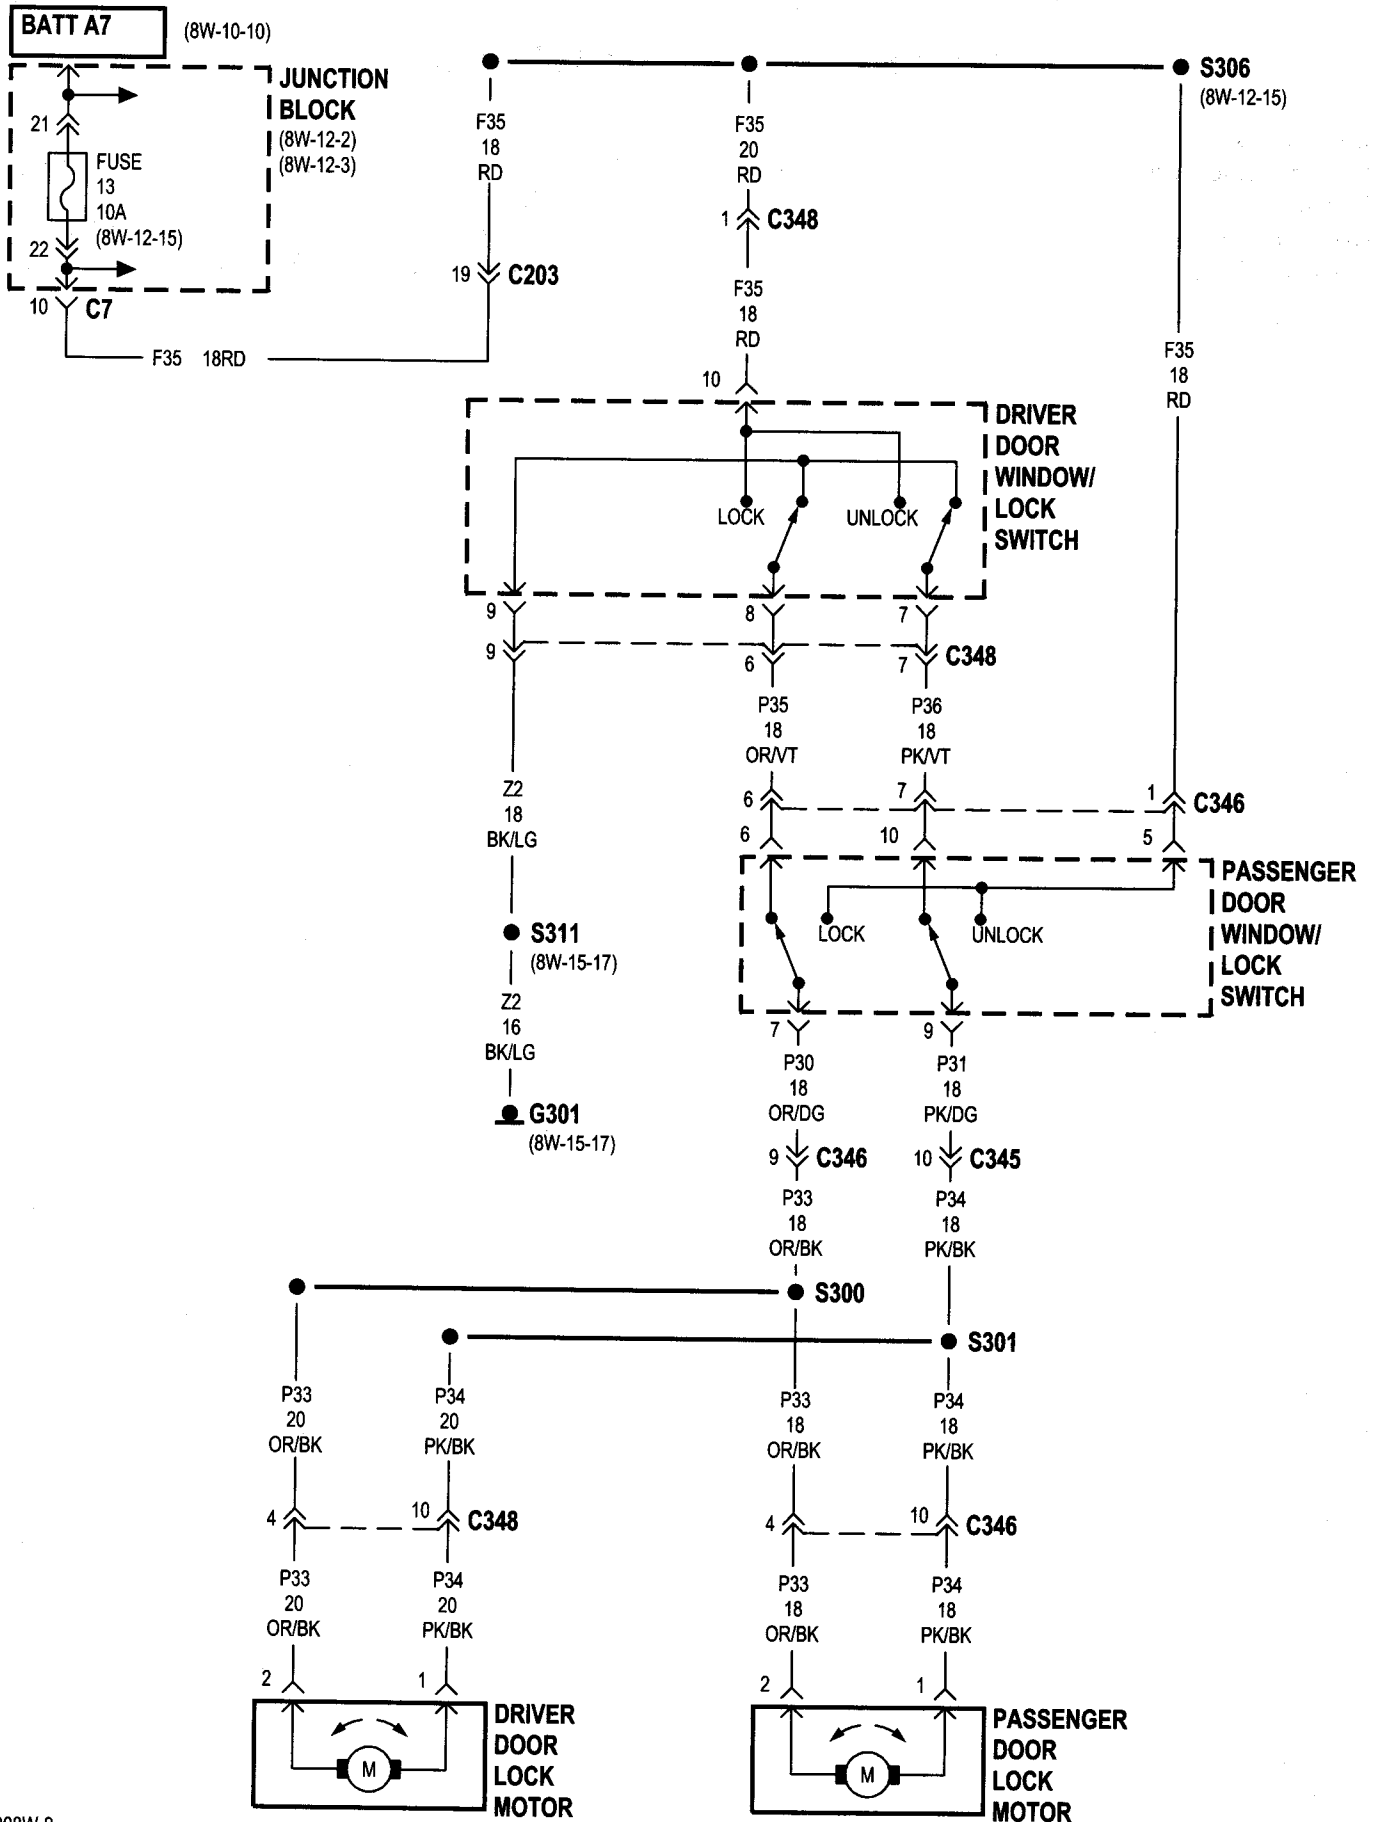 BATT A7
(8W-10-10)
JUNCTION
BLOCK
(8W-12-2)
(8W-12-3)
21
FUSE
13
10A
(8W-12-15)
22
10
C7
F35 18RD
F35
18
RD
19
C203
F35
20
RD
1
C348
F35
18
RD
10
S306
(8W-12-15)
F35
18
RD
DRIVER
DOOR
WINDOW/
LOCK
SWITCH
LOCK
UNLOCK
9
8
7
9
6
7
C348
P35
18
OR/VT
P36
18
PK/VT
Z2
18
BK/LG
6
7
1
C346
6
10
5
PASSENGER
DOOR
WINDOW/
LOCK
SWITCH
LOCK
UNLOCK
S311
(8W-15-17)
Z2
16
BK/LG
G301
(8W-15-17)
7
9
P30
18
OR/DG
P31
18
PK/DG
9
C346
10
C345
P33
18
OR/BK
P34
18
PK/BK
S300
S301
P33
20
OR/BK
P34
20
PK/BK
P33
18
OR/BK
P34
18
PK/BK
4
10
C348
4
10
C346
P33
20
OR/BK
P34
20
PK/BK
P33
18
OR/BK
P34
18
PK/BK
2
1
2
1
M
DRIVER
DOOR
LOCK
MOTOR
M
PASSENGER
DOOR
LOCK
MOTOR